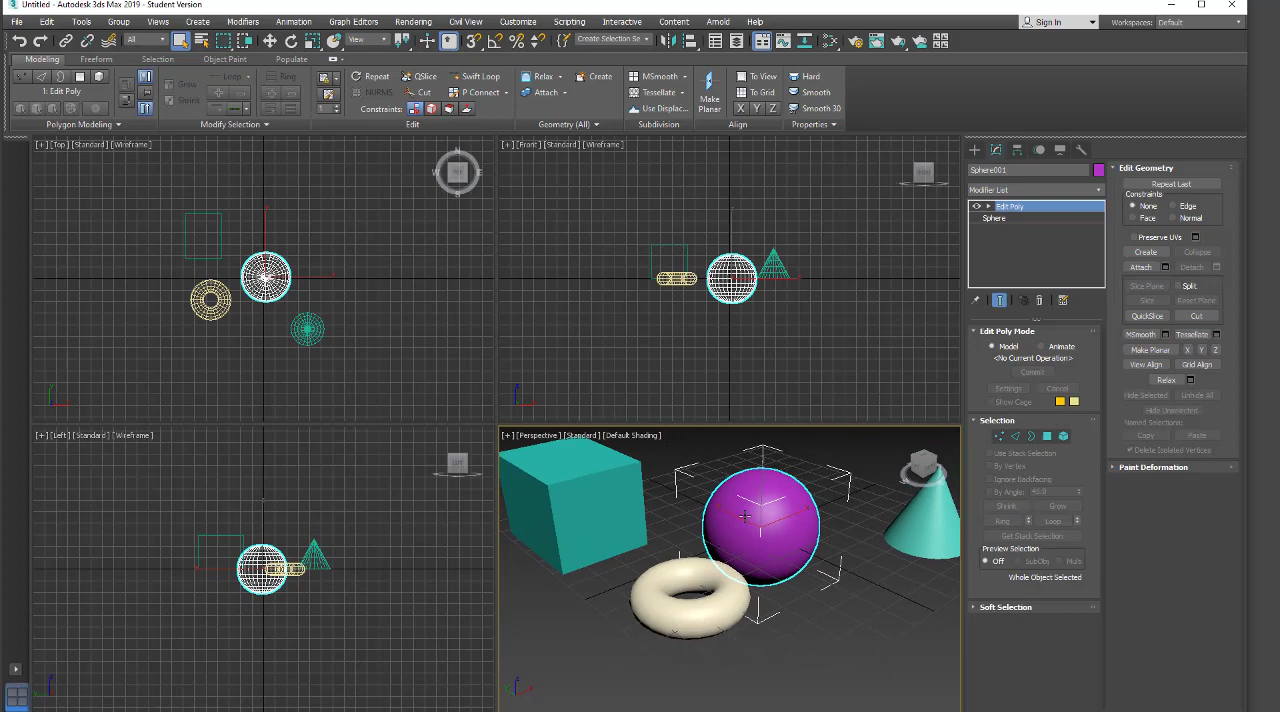 Untitled - Autodesk 3ds Max 2019 - Student Version
File Edit Tools Group Views Create Modifiers Animation Graph Editors Rendering Civil View Customize Scripting Interactive Content Arnold Help Sign In Workspaces: Default
All View Create Selection Se
Modeling Freeform Selection Object Paint Populate
1: Edit Poly
Polygon Modeling
Grow Shrink Loop Ring
Modify Selection
Repeat QSlice Swift Loop
NURMS Cut P Connect
Constraints:
Edit
Relax Create
Attach
Geometry (All)
MSmooth
Tessellate
Use Displac...
Subdivision
Make Planar
To View
To Grid
X Y Z
Align
Hard
Smooth
Smooth 30
Properties
[+] [Top] [Standard] [Wireframe]
N W E S
[+] [Front] [Standard] [Wireframe]
[+] [Left] [Standard] [Wireframe]
[+] [Perspective] [Standard] [Default Shading]
Sphere001
Modifier List
Edit Poly
Sphere
Edit Poly Mode
Model Animate
<No Current Operation>
Commit
Settings Cancel
Show Cage
Selection
Use Stack Selection
By Vertex
Ignore Backfacing
By Angle: 45.0
Shrink Grow
Ring Loop
Get Stack Selection
Preview Selection
Off SubObj Multi
Whole Object Selected
Soft Selection
Edit Geometry
Repeat Last
Constraints
None Edge
Face Normal
Preserve UVs
Create Collapse
Attach Detach
Slice Plane Split
Slice Reset Plane
QuickSlice Cut
MSmooth Tessellate
Make Planar X Y Z
View Align Grid Align
Relax
Hide Selected Unhide All
Hide Unselected
Named Selections:
Copy Paste
Delete Isolated Vertices
Paint Deformation